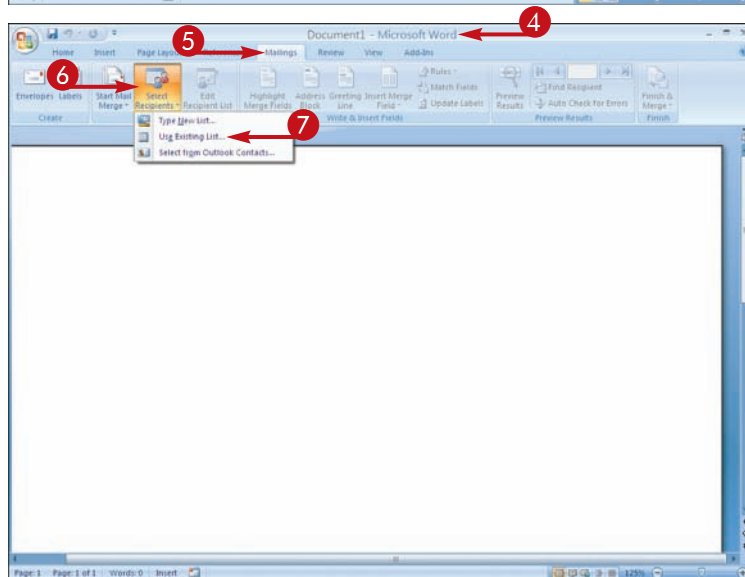 4
Document1 - Microsoft Word
5
Home Insert Page Layout References Mailings Review View Add-Ins
6
Envelopes Labels Start Mail Merge Select Recipients Edit Recipient List Highlight Merge Fields Address Block Greeting Line Insert Merge Field Rules Match Fields Update Labels Preview Results Find Recipient Auto Check for Errors Finish & Merge
Create Write & Insert Fields Preview Results Finish
Type New List...
7
Use Existing List...
Select from Outlook Contacts...
Page: 1 Page: 1 of 1 Words: 0 Insert 125%